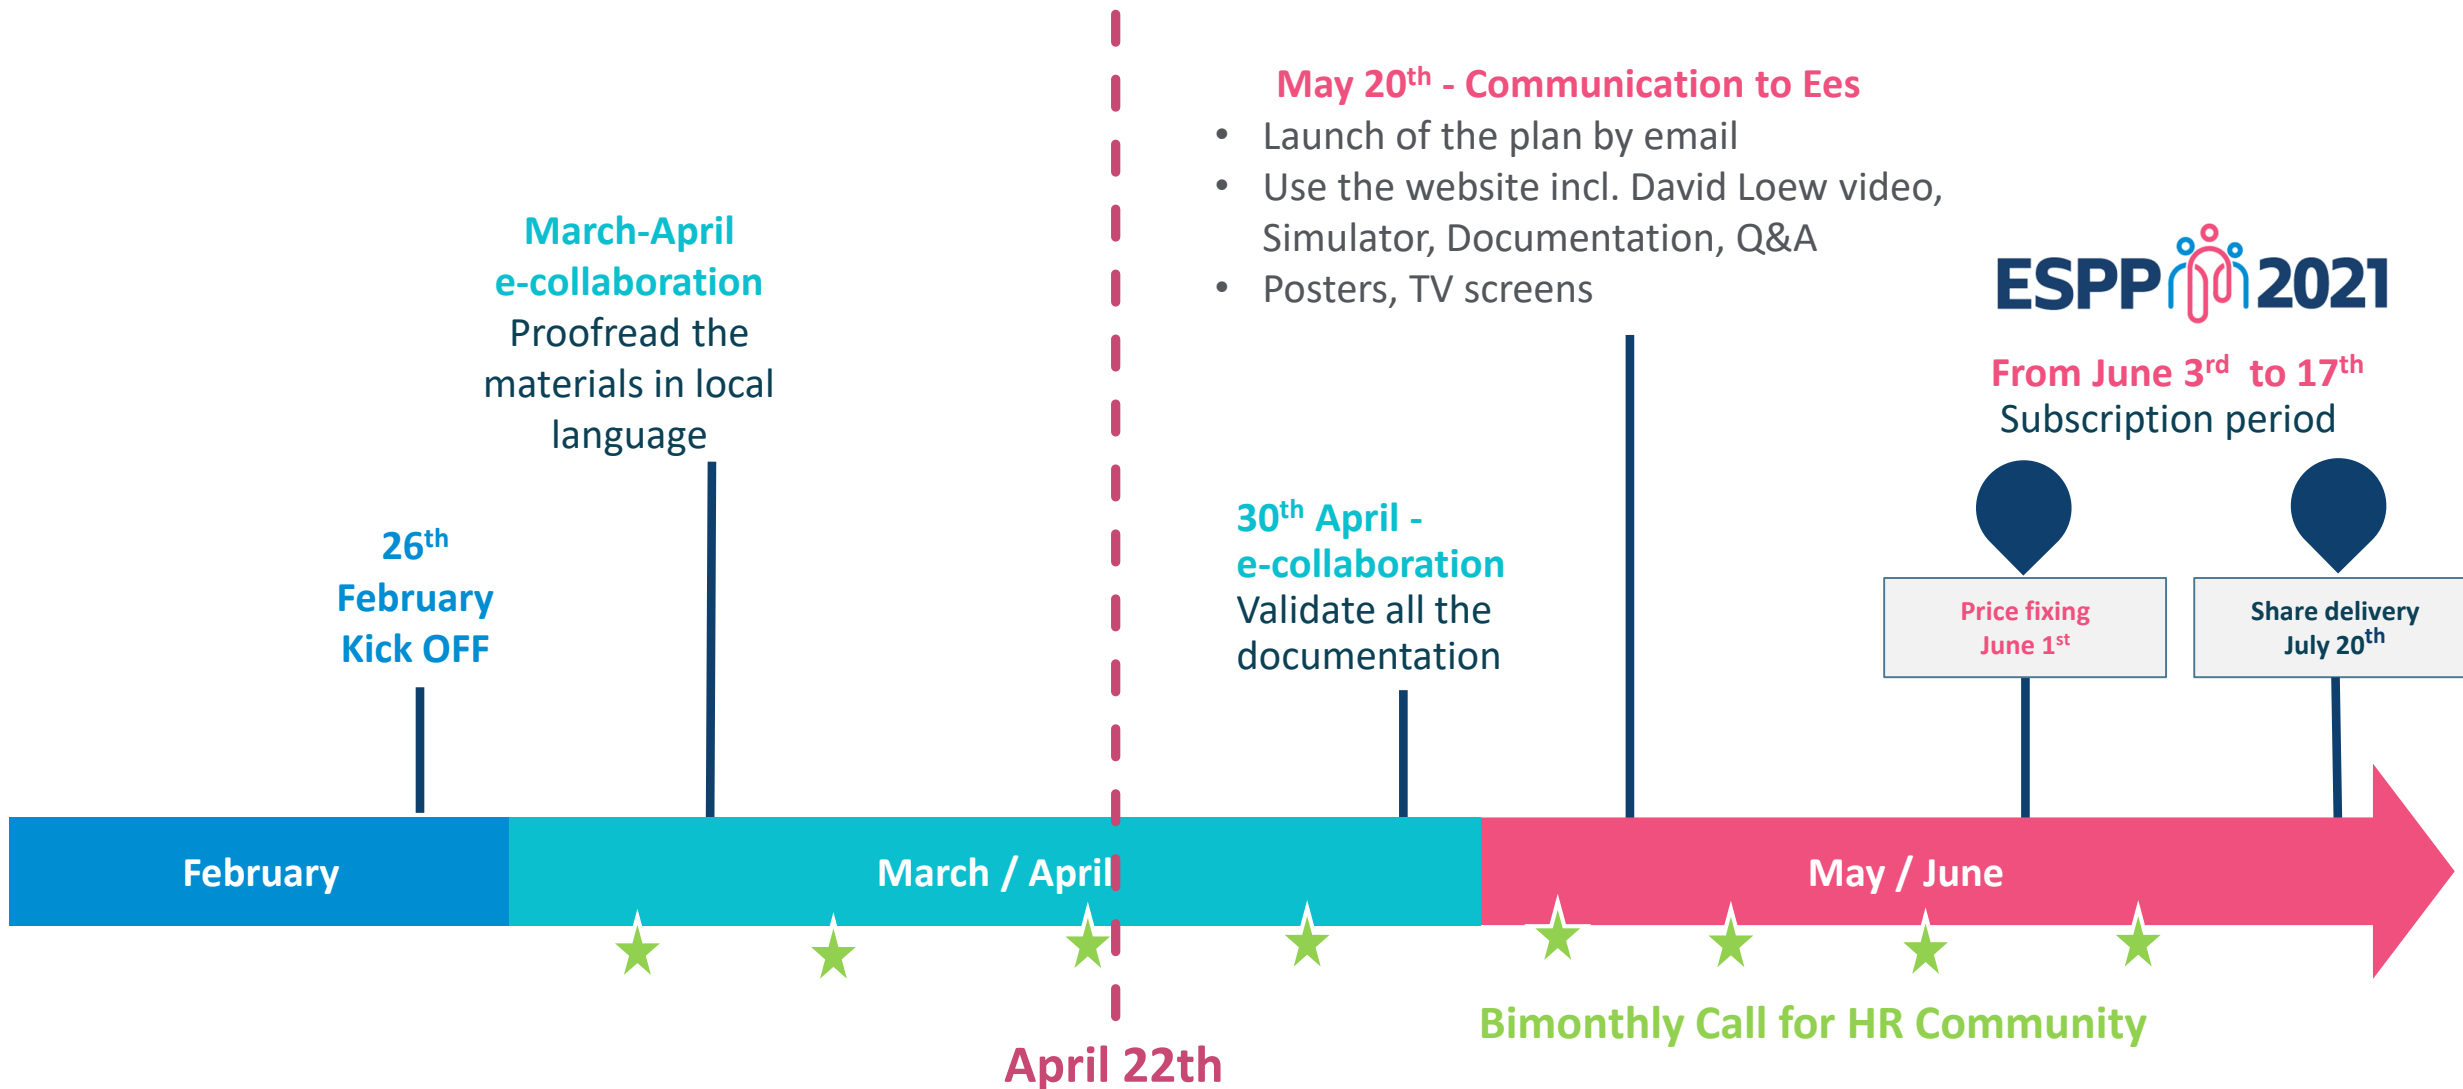 May 20th - Communication to Ees
• Launch of the plan by email
• Use the website incl. David Loew video,
Simulator, Documentation, Q&A
• Posters, TV screens
March-April
e-collaboration
Proofread the
materials in local
language
ESPP 2021
From June 3rd to 17th
Subscription period
26th
February
Kick OFF
30th April -
e-collaboration
Validate all the
documentation
Price fixing
June 1st
Share delivery
July 20th
February
March / April
May / June
Bimonthly Call for HR Community
April 22th